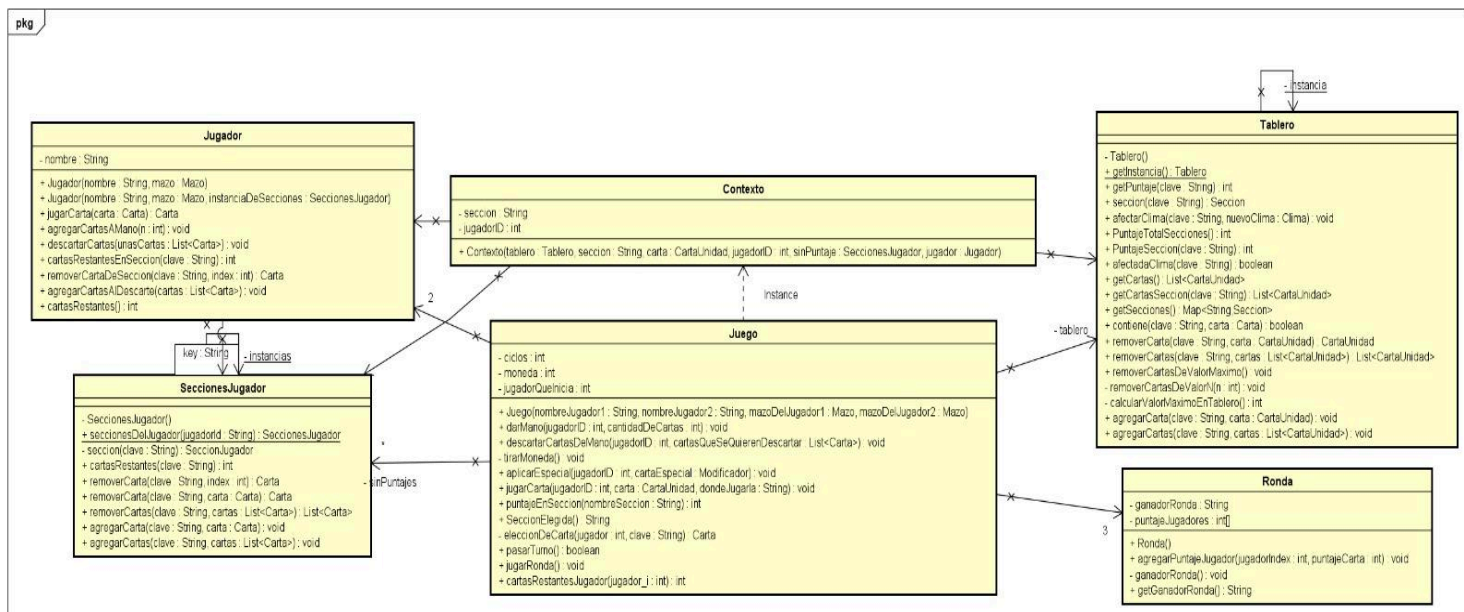 pkg
- instancia
Jugador
- nombre : String
+ Jugador(nombre : String, mazo : Mazo)
+ Jugador(nombre : String, mazo : Mazo, instanciaDeSecciones : SeccionesJugador)
+ jugarCarta(carta : Carta) : Carta
+ agregarCartasAMano(n : int) : void
+ descartarCartas(unasCartas : List<Carta>) : void
+ cartasRestantesEnSeccion(clave : String) : int
+ removerCartaDeSeccion(clave : String, index : int) : Carta
+ agregarCartasAlDescarte(cartas : List<Carta>) : void
+ cartasRestantes() : int
Contexto
- seccion : String
- jugadorID : int
+ Contexto(tablero : Tablero, seccion : String, carta : CartaUnidad, jugadorID : int, sinPuntaje : SeccionesJugador, jugador : Jugador)
Tablero
- Tablero()
+ getInstancia() : Tablero
+ getPuntaje(clave : String) : int
+ seccion(clave : String) : Seccion
+ afectarClima(clave : String, nuevoClima : Clima) : void
+ PuntajeTotalSecciones() : int
+ PuntajeSeccion(clave : String) : int
+ afectadaClima(clave : String) : boolean
+ getCartas() : List<CartaUnidad>
+ getCartasSeccion(clave : String) : List<CartaUnidad>
+ getSecciones() : Map<String,Seccion>
+ contiene(clave : String, carta : Carta) : boolean
+ removerCarta(clave : String, carta : CartaUnidad) : CartaUnidad
+ removerCartas(clave : String, cartas : List<CartaUnidad>) : List<CartaUnidad>
+ removerCartasDeValorMaximo() : void
- removerCartasDeValorN(n : int) : void
- calcularValorMaximoEnTablero() : int
+ agregarCarta(clave : String, carta : CartaUnidad) : void
+ agregarCartas(clave : String, cartas : List<CartaUnidad>) : void
2
Instance
- tablero
key : String
- instancias
SeccionesJugador
- SeccionesJugador()
+ seccionesDelJugador(jugadorId : String) : SeccionesJugador
- seccion(clave : String) : SeccionJugador
+ cartasRestantes(clave : String) : int
+ removerCarta(clave : String, index : int) : Carta
+ removerCarta(clave : String, carta : Carta) : Carta
+ removerCartas(clave : String, cartas : List<Carta>) : List<Carta>
+ agregarCarta(clave : String, carta : Carta) : void
+ agregarCartas(clave : String, cartas : List<Carta>) : void
*
- sinPuntajes
Juego
- ciclos : int
- moneda : int
- jugadorQueInicia : int
+ Juego(nombreJugador1 : String, nombreJugador2 : String, mazoDelJugador1 : Mazo, mazoDelJugador2 : Mazo)
+ darMano(jugadorID : int, cantidadDeCartas : int) : void
+ descartarCartasDeMano(jugadorID : int, cartasQueSeQuierenDescartar : List<Carta>) : void
- tirarMoneda() : void
+ aplicarEspecial(jugadorID : int, cartaEspecial : Modificador) : void
+ jugarCarta(jugadorID : int, carta : CartaUnidad, dondeJugarla : String) : void
+ puntajeEnSeccion(nombreSeccion : String) : int
+ SeccionElegida() : String
- eleccionDeCarta(jugador : int, clave : String) : Carta
+ pasarTurno() : boolean
+ jugarRonda() : void
+ cartasRestantesJugador(jugador_i : int) : int
3
Ronda
- ganadorRonda : String
- puntajeJugadores : int[]
+ Ronda()
+ agregarPuntajeJugador(jugadorIndex : int, puntajeCarta : int) : void
- ganadorRonda() : void
+ getGanadorRonda() : String